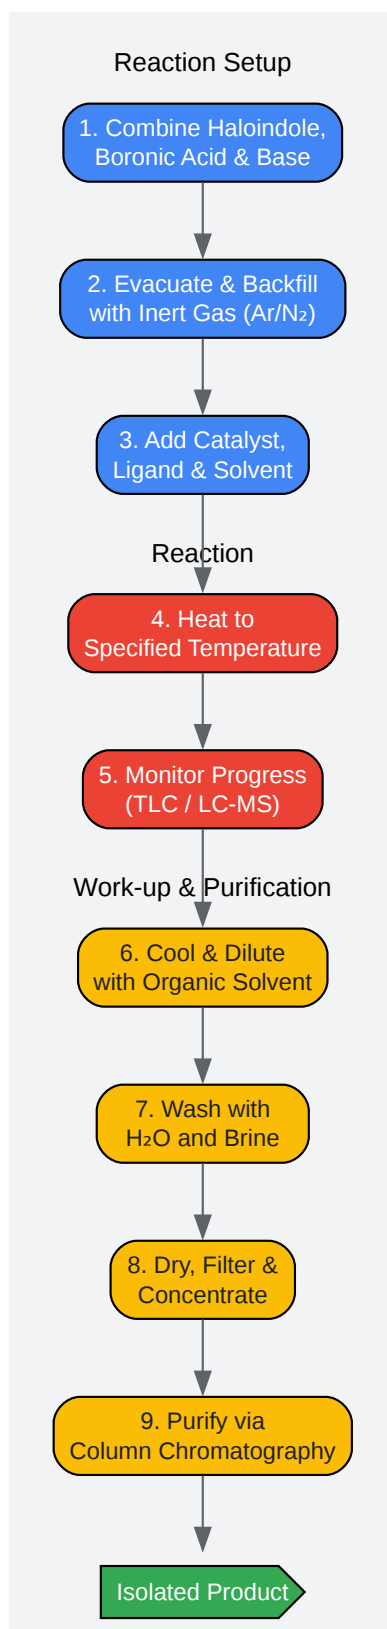 Reaction Setup
1. Combine Haloindole,
Boronic Acid & Base
2. Evacuate & Backfill
with Inert Gas (Ar/N₂)
3. Add Catalyst,
Ligand & Solvent
Reaction
4. Heat to
Specified Temperature
5. Monitor Progress
(TLC / LC-MS)
Work-up & Purification
6. Cool & Dilute
with Organic Solvent
7. Wash with
H₂O and Brine
8. Dry, Filter &
Concentrate
9. Purify via
Column Chromatography
Isolated Product